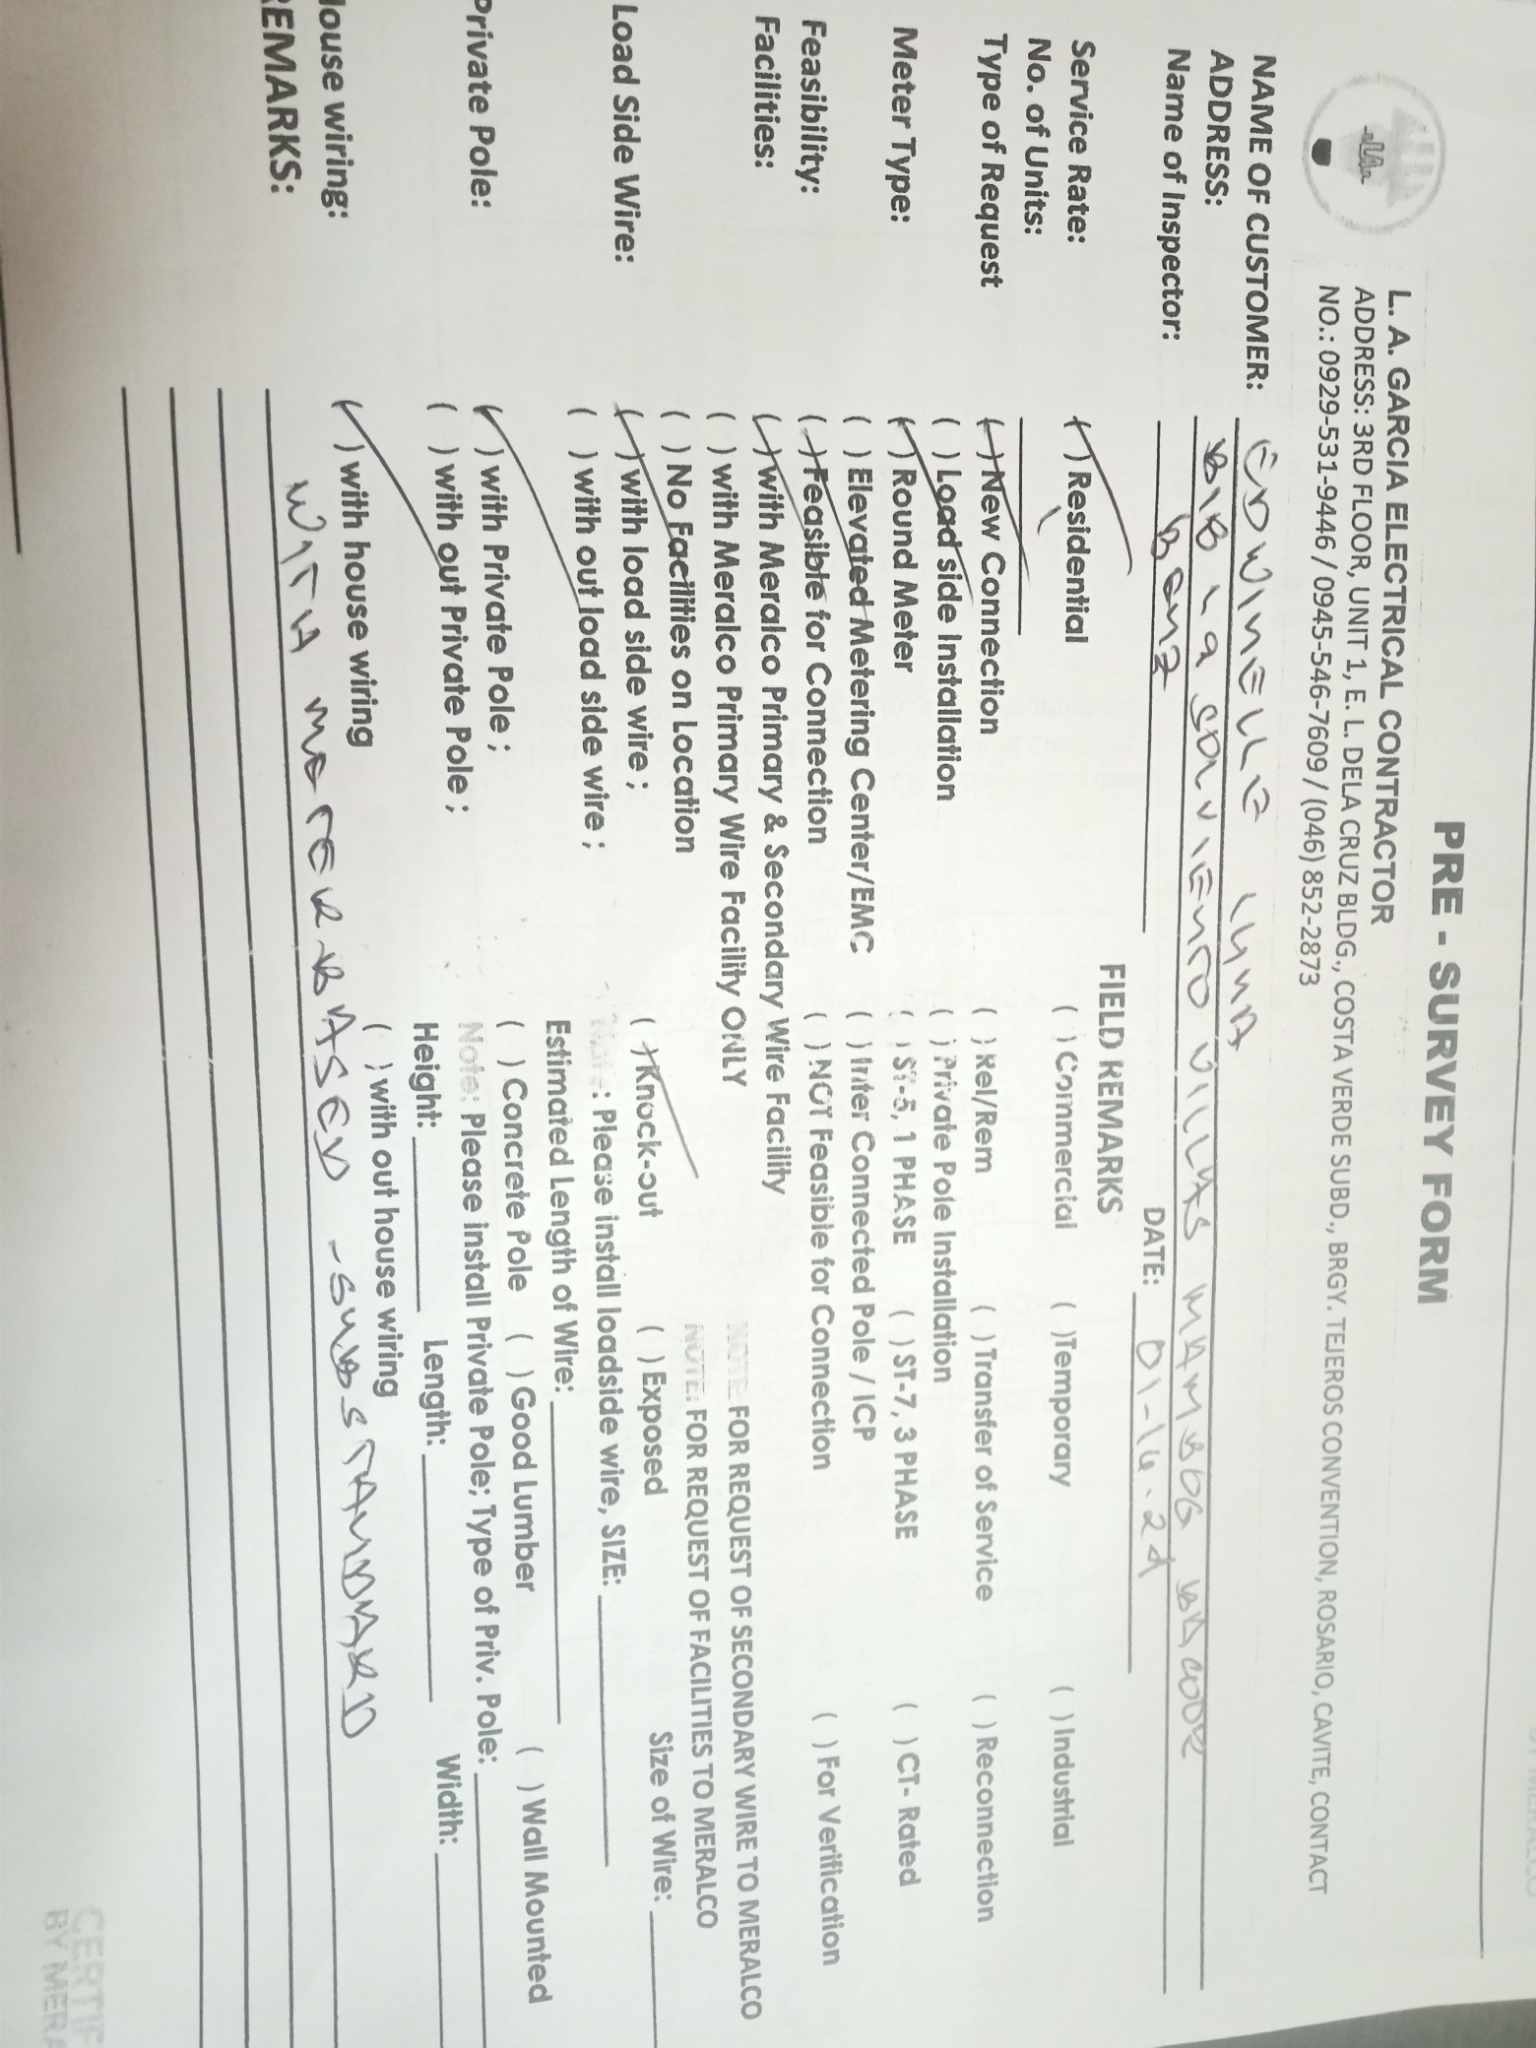 BY MERALCO
PRE - SURVEY FORM
LA
L. A. GARCIA ELECTRICAL CONTRACTOR
ADDRESS: 3RD FLOOR, UNIT 1, E. L. DELA CRUZ BLDG., COSTA VERDE SUBD., BRGY. TEJEROS CONVENTION, ROSARIO, CAVITE, CONTACT
NO.: 0929-531-9446 / 0945-546-7609 / (046) 852-2873
NAME OF CUSTOMER: EDWINELLE LUNA
ADDRESS: B18 L9 SOLVIENTO VILLAS MAMBOG, BACOOR
Name of Inspector: BENZ DATE: 01-16-24
FIELD REMARKS
Service Rate: (✓) Residential ( ) Commercial ( )Temporary ( ) Industrial
No. of Units: 1
Type of Request (✓) New Connection ( ) Rel/Rem ( ) Transfer of Service ( ) Reconnection
( ) Load side Installation ( ) Private Pole Installation
Meter Type: (✓) Round Meter ( ) ST-5, 1 PHASE ( ) ST-7, 3 PHASE ( ) CT- Rated
( ) Elevated Metering Center/EMC ( ) Inter Connected Pole / ICP
Feasibility: (✓) Feasible for Connection ( ) NOT Feasible for Connection ( ) For Verification
Facilities: (✓) with Meralco Primary & Secondary Wire Facility
( ) with Meralco Primary Wire Facility ONLY NOTE: FOR REQUEST OF SECONDARY WIRE TO MERALCO
( ) No Facilities on Location NOTE: FOR REQUEST OF FACILITIES TO MERALCO
Load Side Wire: (✓) with load side wire ; (✓) Knock-out ( ) Exposed Size of Wire:
( ) with out load side wire ; Note: Please install loadside wire, SIZE:
Estimated Length of Wire:
Private Pole: (✓) with Private Pole ; ( ) Concrete Pole ( ) Good Lumber ( ) Wall Mounted
( ) with out Private Pole ; Note: Please install Private Pole; Type of Priv. Pole:
Height: Length: Width:
House wiring: (✓) with house wiring ( ) with out house wiring
REMARKS: WITH METER BASED - SUBSTANDARD
CERTIF
BY MERA